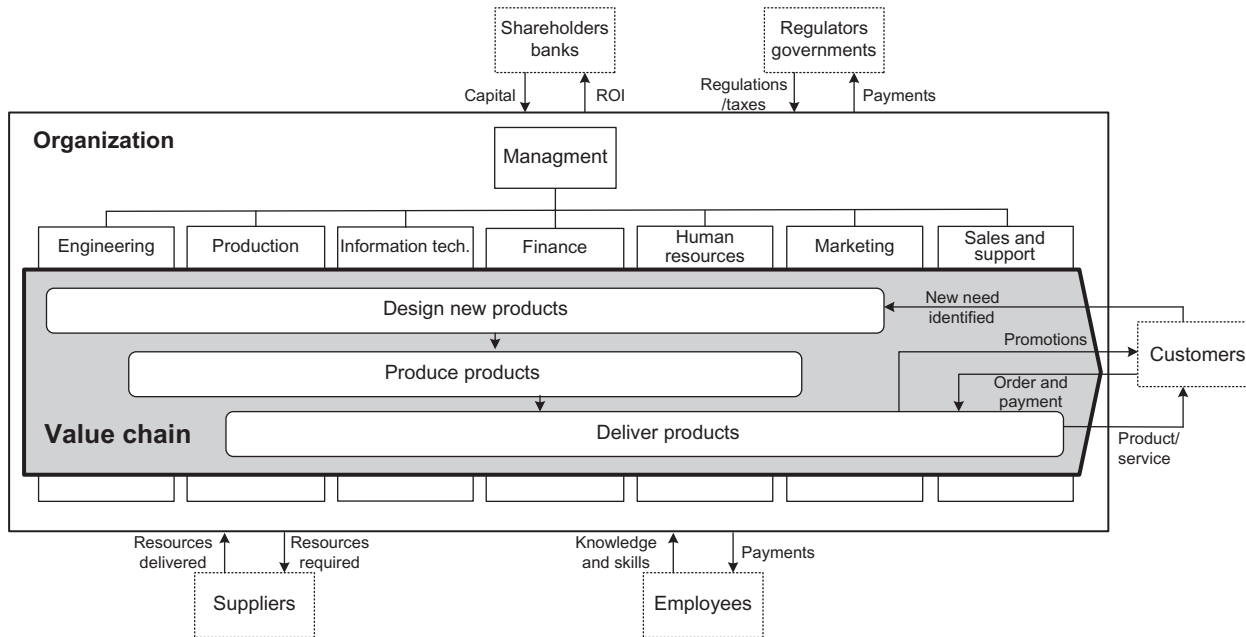 Shareholders
banks
Regulators
governments
Capital
ROI
Regulations
/taxes
Payments
Organization
Managment
Engineering
Production
Information tech.
Finance
Human
resources
Marketing
Sales and
support
Design new products
New need
identified
Promotions
Customers
Produce products
Order and
payment
Value chain
Deliver products
Product/
service
Resources
delivered
Resources
required
Knowledge
and skills
Payments
Suppliers
Employees